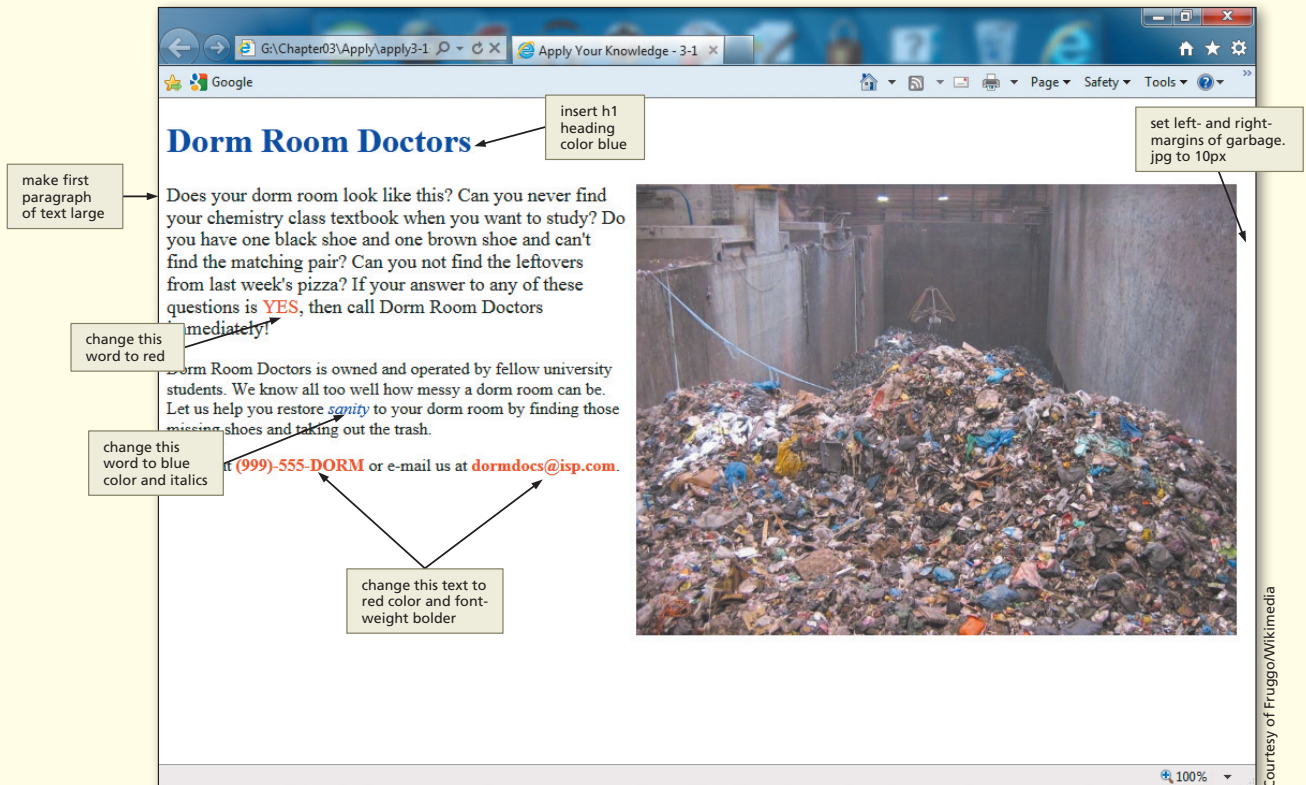 G:\Chapter03\Apply\apply3-1
Apply Your Knowledge - 3-1
Google
Page
Safety
Tools
insert h1
heading
color blue
set left- and right-
margins of garbage.
jpg to 10px
Dorm Room Doctors
make first
paragraph
of text large
Does your dorm room look like this? Can you never find
your chemistry class textbook when you want to study? Do
you have one black shoe and one brown shoe and can't
find the matching pair? Can you not find the leftovers
from last week's pizza? If your answer to any of these
questions is YES, then call Dorm Room Doctors
mmediately!
change this
word to red
Dorm Room Doctors is owned and operated by fellow university
students. We know all too well how messy a dorm room can be.
Let us help you restore sanity to your dorm room by finding those
missing shoes and taking out the trash.
change this
word to blue
color and italics
(999)-555-DORM or e-mail us at dormdocs@isp.com.
change this text to
red color and font-
weight bolder
Courtesy of Fruggo/Wikimedia
100%